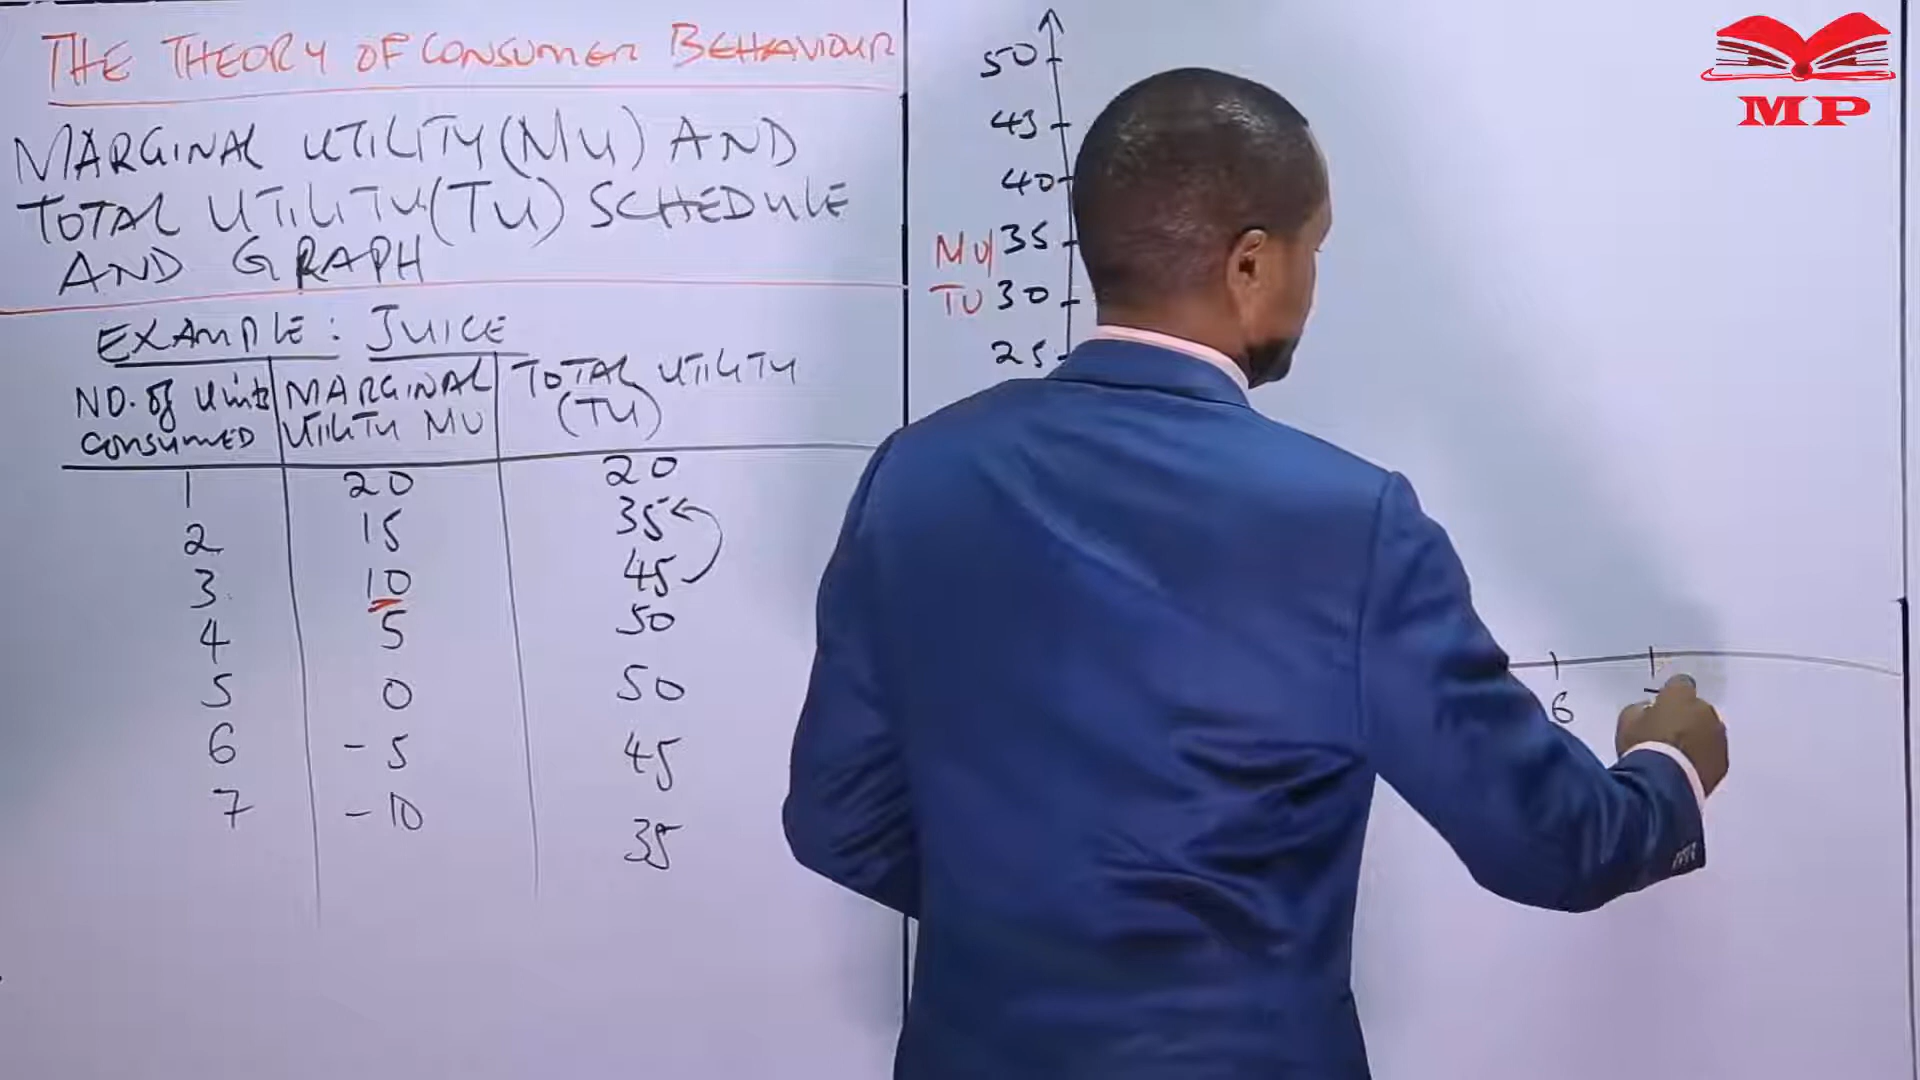 THE THEORY OF CONSUMER BEHAVIOUR
MARGINAL UTILITY (MU) AND
TOTAL UTILITY (TU) SCHEDULE
AND GRAPH
EXAMPLE: JUICE
NO. of Units CONSUMED
MARGINAL UTILITY MU
TOTAL UTILITY (TU)
1 20 20
2 15 35
3 10 45
4 5 50
5 0 50
6 -5 45
7 -10 35
50
45
40
MU/ 35
TU 30
25
6
MP